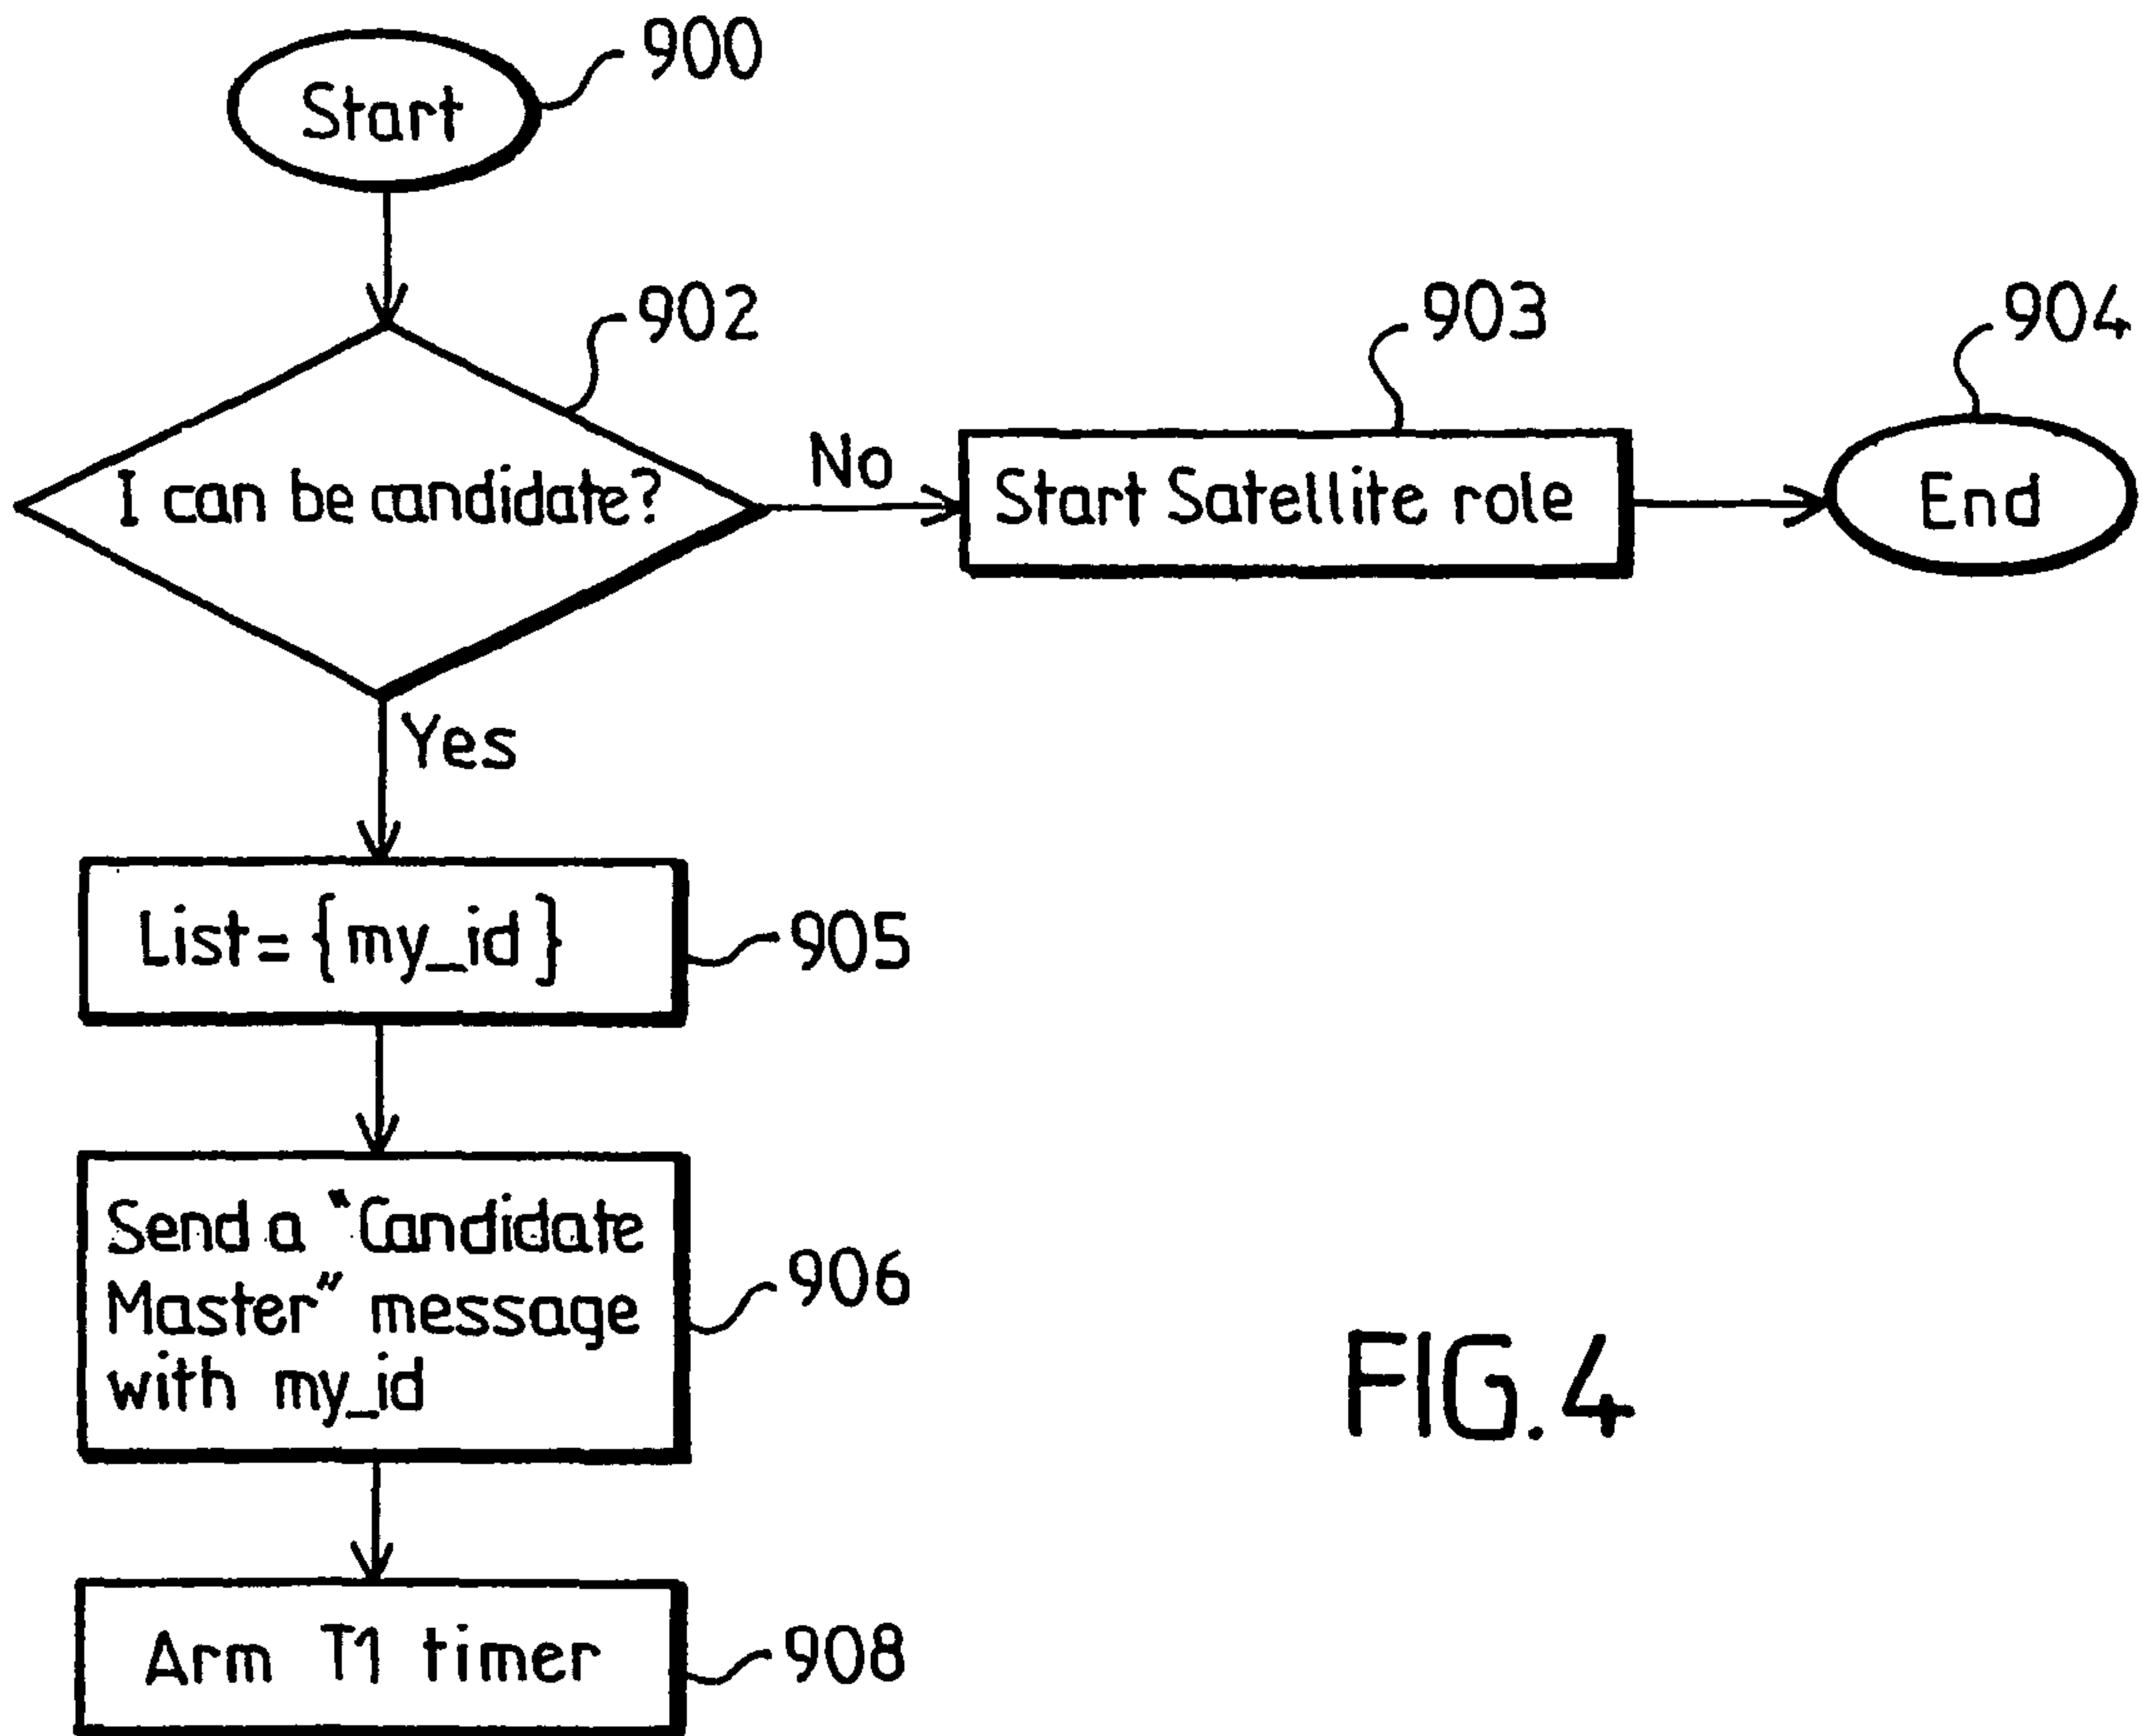 900
Start
902
903
904
I can be candidate?
No
Start Satellite role
End
Yes
List= {my_id}
905
Send a "Candidate
Master" message
with my_id
906
FIG.4
Arm T1 timer
908